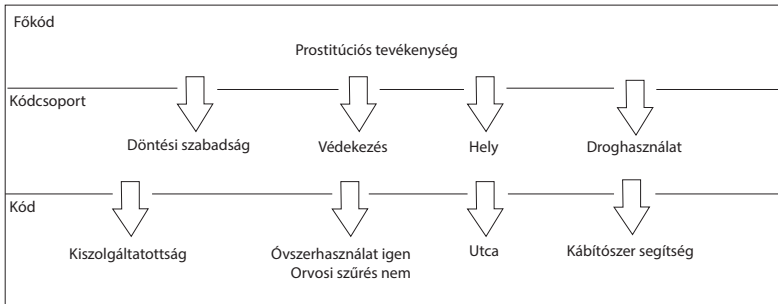 Főkód
Prostitúciós tevékenység
Kódcsoport
Döntési szabadság
Védekezés
Hely
Droghasználat
Kód
Kiszolgáltatottság
Óvszerhasználat igen
Orvosi szűrés nem
Utca
Kábítószer segítség